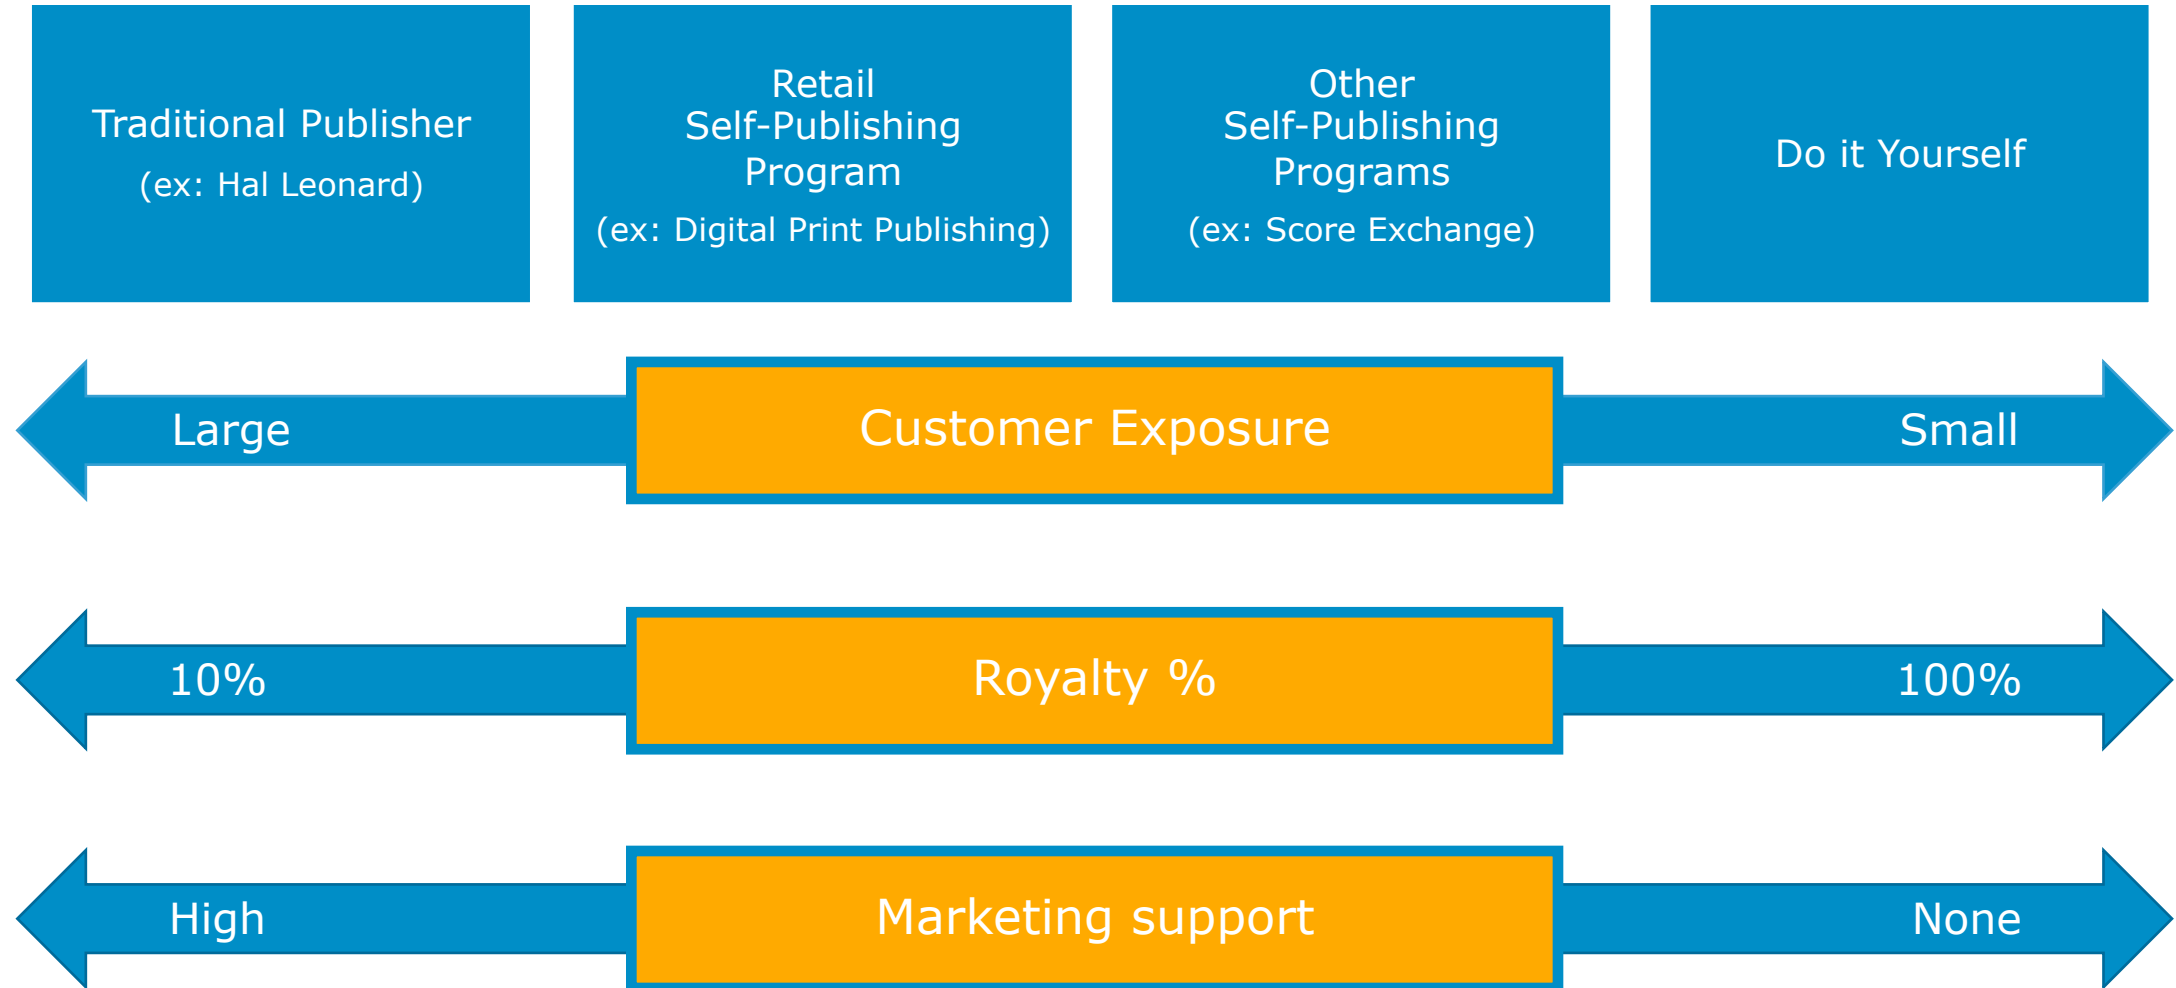 Traditional Publisher
(ex: Hal Leonard)
Retail
Self-Publishing
Program
(ex: Digital Print Publishing)
Other
Self-Publishing
Programs
(ex: Score Exchange)
Do it Yourself
Large
Customer Exposure
Small
10%
Royalty %
100%
High
Marketing support
None